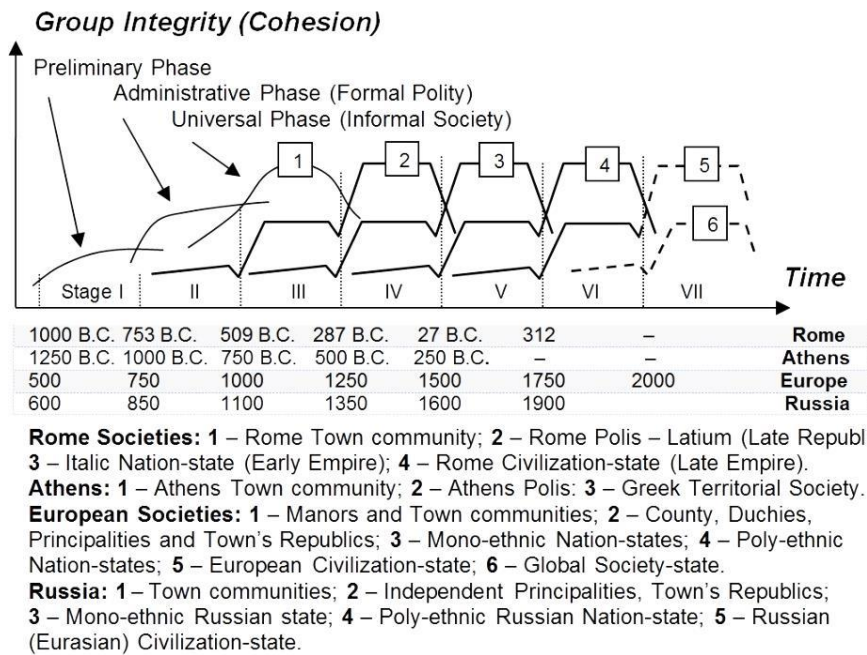 Group Integrity (Cohesion)
Preliminary Phase
Administrative Phase (Formal Polity)
Universal Phase (Informal Society)
1 2 3 4 5
6
Time
Stage I II III IV V VI VII
1000 B.C. 753 B.C. 509 B.C. 287 B.C. 27 B.C. 312 – Rome
1250 B.C. 1000 B.C. 750 B.C. 500 B.C. 250 B.C. – – Athens
500 750 1000 1250 1500 1750 2000 Europe
600 850 1100 1350 1600 1900 Russia
Rome Societies: 1 – Rome Town community; 2 – Rome Polis – Latium (Late Republ
3 – Italic Nation-state (Early Empire); 4 – Rome Civilization-state (Late Empire).
Athens: 1 – Athens Town community; 2 – Athens Polis: 3 – Greek Territorial Society.
European Societies: 1 – Manors and Town communities; 2 – County, Duchies,
Principalities and Town's Republics; 3 – Mono-ethnic Nation-states; 4 – Poly-ethnic
Nation-states; 5 – European Civilization-state; 6 – Global Society-state.
Russia: 1 – Town communities; 2 – Independent Principalities, Town's Republics;
3 – Mono-ethnic Russian state; 4 – Poly-ethnic Russian Nation-state; 5 – Russian
(Eurasian) Civilization-state.